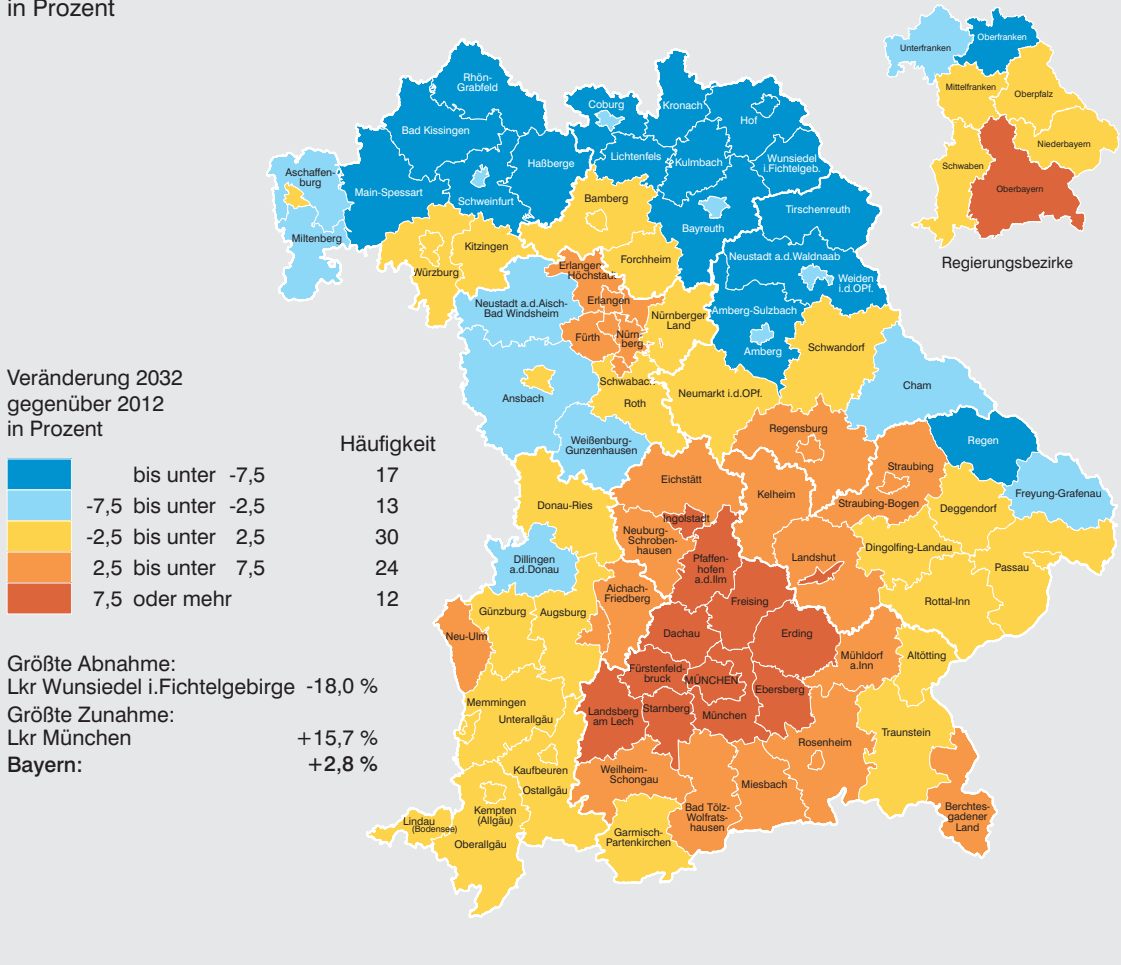 in Prozent
Unterfranken
Oberfranken
Mittelfranken
Oberpfalz
Niederbayern
Schwaben
Oberbayern
Regierungsbezirke
Rhön-
Grabfeld
Coburg
Kronach
Hof
Bad Kissingen
Haßberge
Lichtenfels
Kulmbach
Wunsiedel
i.Fichtelgeb.
Aschaffen-
burg
Main-Spessart
Schweinfurt
Bamberg
Bayreuth
Tirschenreuth
Miltenberg
Würzburg
Kitzingen
Forchheim
Neustadt a.d.Waldnaab
Weiden
i.d.OPf.
Erlangen-
Höchstadt
Neustadt a.d.Aisch-
Bad Windsheim
Erlangen
Nürnberger
Land
Amberg-Sulzbach
Amberg
Fürth
Nürn-
berg
Schwandorf
Cham
Ansbach
Schwabach
Roth
Neumarkt i.d.OPf.
Weißenburg-
Gunzenhausen
Regensburg
Regen
Eichstätt
Kelheim
Straubing
Straubing-Bogen
Freyung-Grafenau
Deggendorf
Donau-Ries
Ingolstadt
Neuburg-
Schroben-
hausen
Pfaffen-
hofen
a.d.Ilm
Landshut
Dingolfing-Landau
Passau
Dillingen
a.d.Donau
Aichach-
Friedberg
Freising
Rottal-Inn
Günzburg
Augsburg
Neu-Ulm
Dachau
Erding
Mühldorf
a.Inn
Altötting
Fürstenfeld-
bruck
MÜNCHEN
Ebersberg
Memmingen
Unterallgäu
Landsberg
am Lech
Starnberg
München
Traunstein
Rosenheim
Kaufbeuren
Ostallgäu
Weilheim-
Schongau
Miesbach
Bad Tölz-
Wolfrats-
hausen
Berchtes-
gadener
Land
Lindau
(Bodensee)
Kempten
(Allgäu)
Oberallgäu
Garmisch-
Partenkirchen
Veränderung 2032
gegenüber 2012
in Prozent
Häufigkeit
bis unter -7,5 17
-7,5 bis unter -2,5 13
-2,5 bis unter 2,5 30
2,5 bis unter 7,5 24
7,5 oder mehr 12
Größte Abnahme:
Lkr Wunsiedel i.Fichtelgebirge -18,0 %
Größte Zunahme:
Lkr München +15,7 %
Bayern: +2,8 %